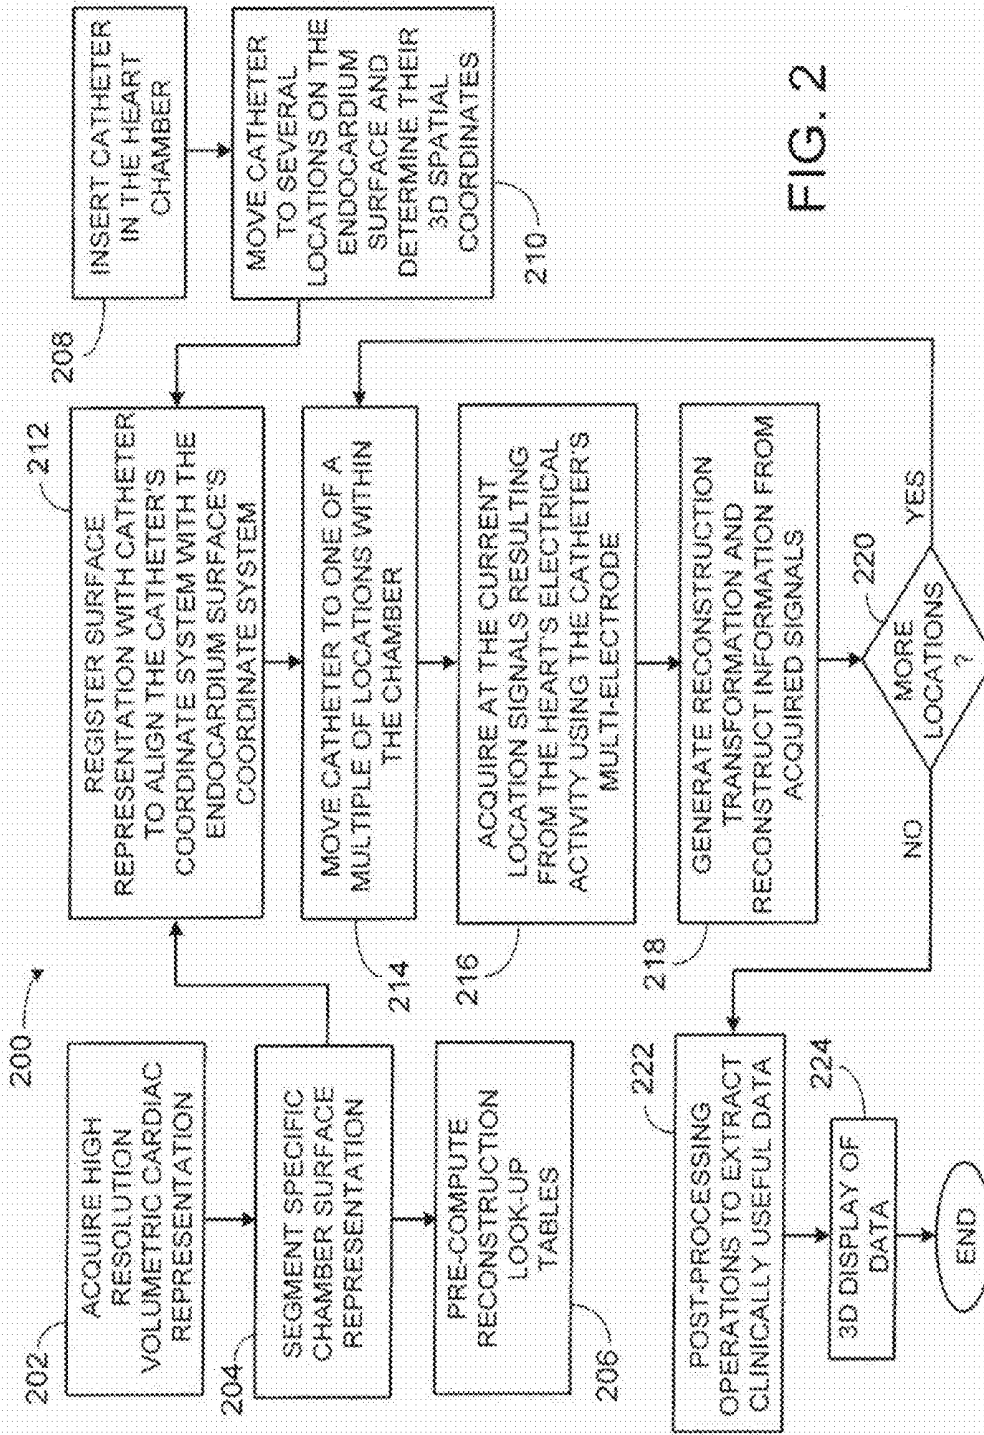 200
202
ACQUIRE HIGH
RESOLUTION
VOLUMETRIC CARDIAC
REPRESENTATION
204
SEGMENT SPECIFIC
CHAMBER SURFACE
REPRESENTATION
206
PRE-COMPUTE
RECONSTRUCTION
LOOK-UP
TABLES
208
INSERT CATHETER
IN THE HEART
CHAMBER
210
MOVE CATHETER
TO SEVERAL
LOCATIONS ON THE
ENDOCARDIUM
SURFACE AND
DETERMINE THEIR
3D SPATIAL
COORDINATES
212
REGISTER SURFACE
REPRESENTATION WITH CATHETER
TO ALIGN THE CATHETER'S
COORDINATE SYSTEM WITH THE
ENDOCARDIUM SURFACE'S
COORDINATE SYSTEM
214
MOVE CATHETER TO ONE OF A
MULTIPLE OF LOCATIONS WITHIN
THE CHAMBER
216
ACQUIRE AT THE CURRENT
LOCATION SIGNALS RESULTING
FROM THE HEART'S ELECTRICAL
ACTIVITY USING THE CATHETER'S
MULTI-ELECTRODE
218
GENERATE RECONSTRUCTION
TRANSFORMATION AND
RECONSTRUCT INFORMATION FROM
ACQUIRED SIGNALS
220
MORE
LOCATIONS
?
YES
NO
222
POST-PROCESSING
OPERATIONS TO EXTRACT
CLINICALLY USEFUL DATA
224
3D DISPLAY OF
DATA
END
FIG. 2